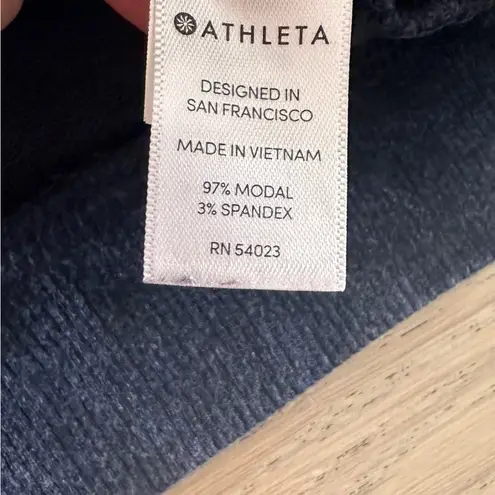 ATHLETA
DESIGNED IN
SAN FRANCISCO
MADE IN VIETNAM
97% MODAL
3% SPANDEX
RN 54023